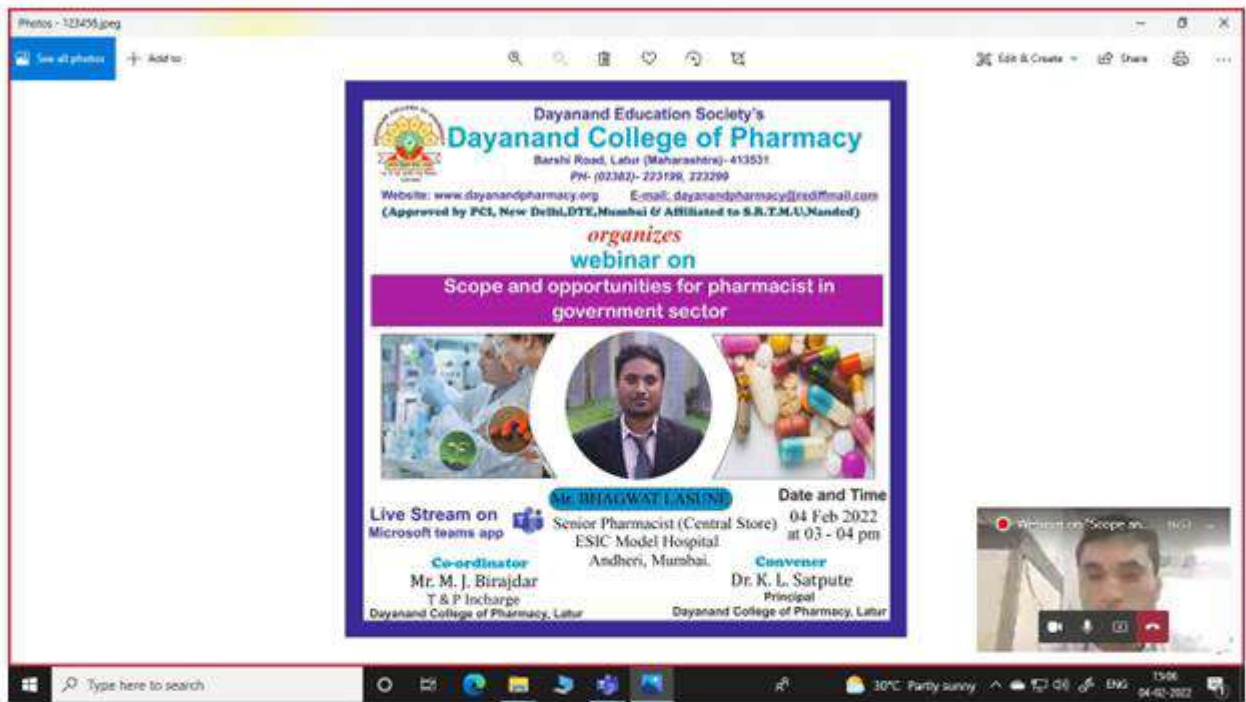 Photos - 123456.jpeg
See all photos
Add to
Edit & Create
Share
Dayanand Education Society's
Dayanand College of Pharmacy
Barshi Road, Latur (Maharashtra)- 413531
PH- (02382)- 223199, 223299
Website: www.dayanandpharmacy.org E-mail: dayanandpharmacy@rediffmail.com
(Approved by PCI, New Delhi,DTE,Mumbai & Affiliated to S.R.T.M.U,Nanded)
organizes
webinar on
Scope and opportunities for pharmacist in
government sector
Mr. BHAGWAT LASUNE
Senior Pharmacist (Central Store)
ESIC Model Hospital
Andheri, Mumbai.
Live Stream on
Microsoft teams app
Date and Time
04 Feb 2022
at 03 - 04 pm
Co-ordinator
Mr. M. J. Birajdar
T & P Incharge
Dayanand College of Pharmacy, Latur
Convener
Dr. K. L. Satpute
Principal
Dayanand College of Pharmacy, Latur
Webinar on "Scope an...
Type here to search
30°C Partly sunny
ENG
15:06
04-02-2022